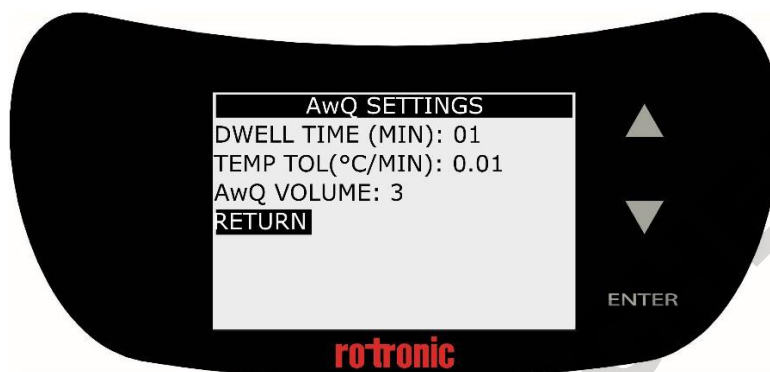 AwQ SETTINGS
DWELL TIME (MIN): 01
TEMP TOL(°C/MIN): 0.01
AwQ VOLUME: 3
RETURN
ENTER
rotronic